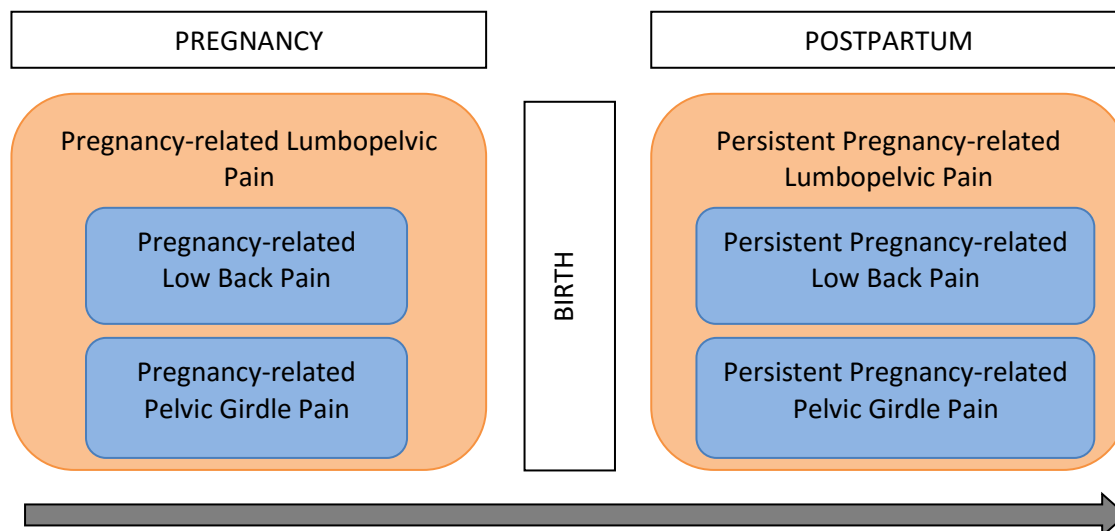 PREGNANCY
POSTPARTUM
Pregnancy-related Lumbopelvic
Pain
Pregnancy-related
Low Back Pain
Pregnancy-related
Pelvic Girdle Pain
BIRTH
Persistent Pregnancy-related
Lumbopelvic Pain
Persistent Pregnancy-related
Low Back Pain
Persistent Pregnancy-related
Pelvic Girdle Pain